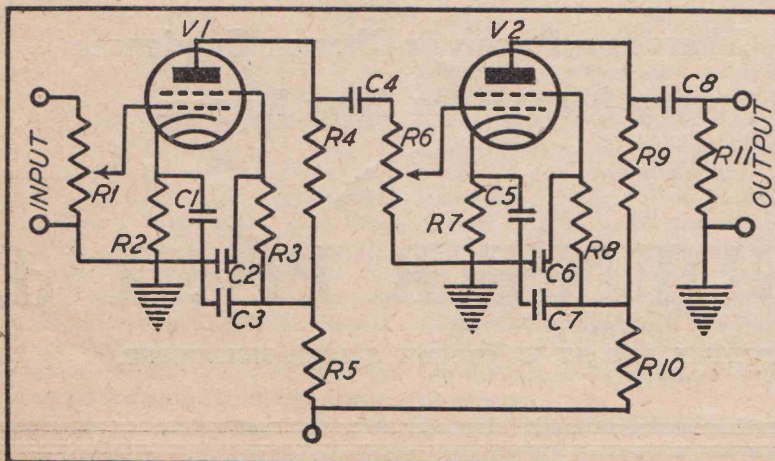 V1
V2
INPUT
R1
R2
C1
C2
C3
R3
R4
R5
C4
R6
R7
C5
C6
C7
R8
R9
R10
C8
R11
OUTPUT